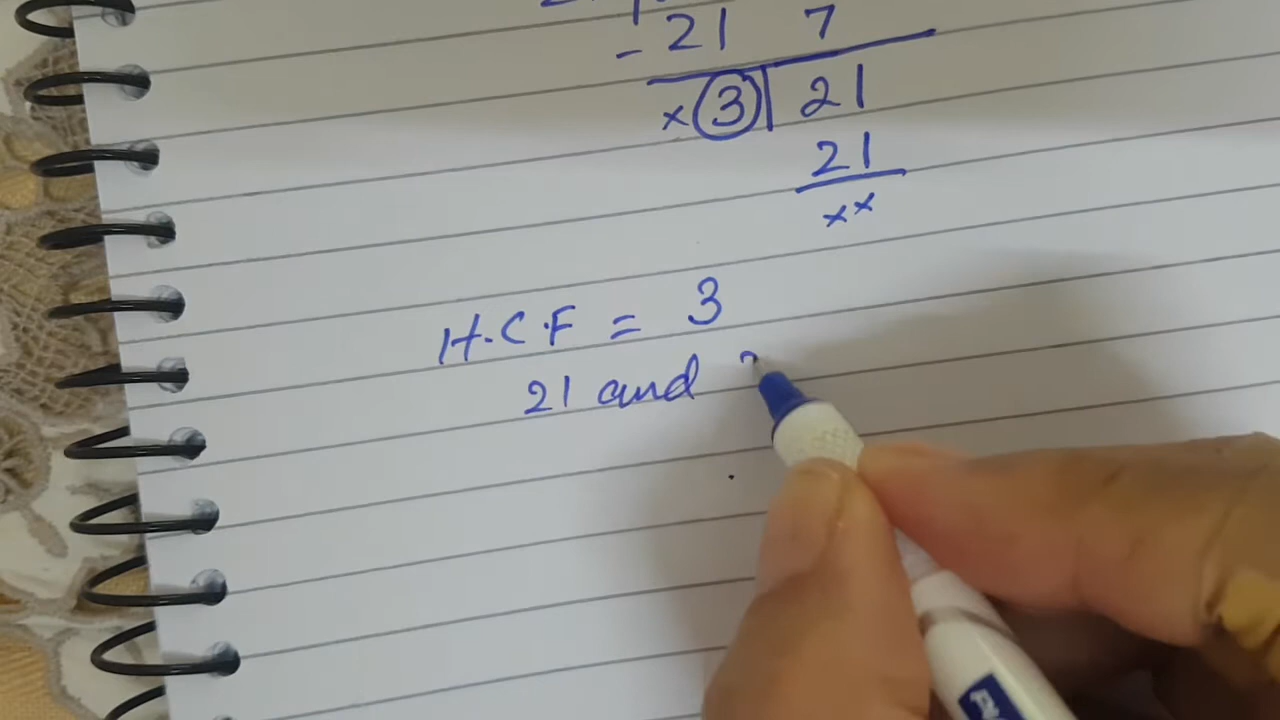 - 21 7
× 3 | 21
21
××
H.C.F = 3
21 and